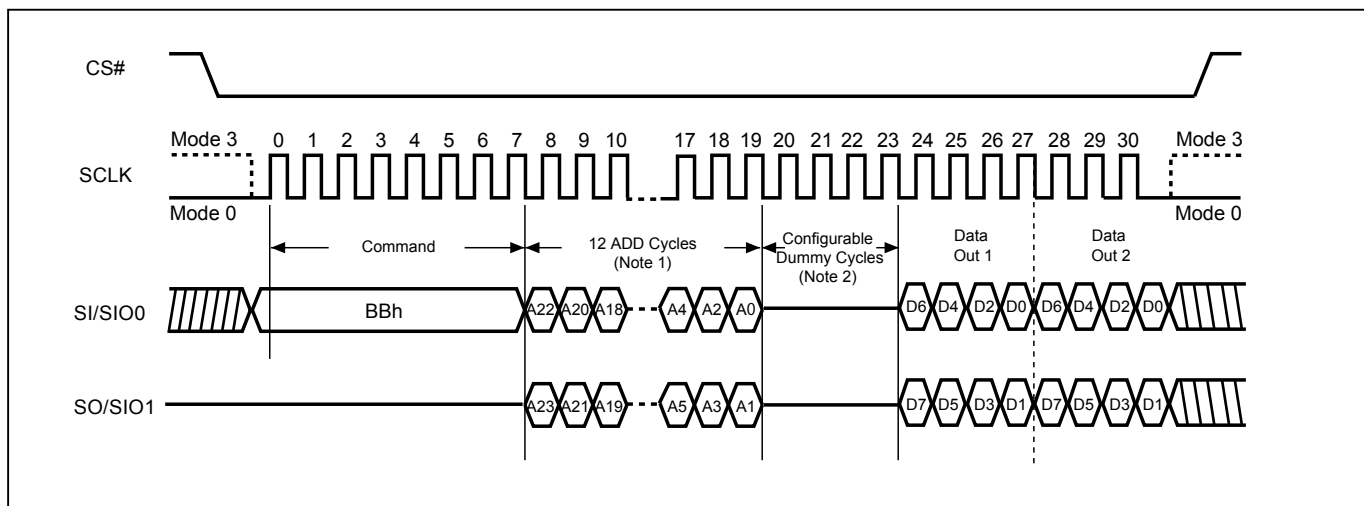 CS#
Mode 3
0 1 2 3 4 5 6 7 8 9 10 17 18 19 20 21 22 23 24 25 26 27 28 29 30
Mode 3
SCLK
Mode 0
Mode 0
Command
12 ADD Cycles
(Note 1)
Configurable
Dummy Cycles
(Note 2)
Data
Out 1
Data
Out 2
SI/SIO0
BBh
A22 A20 A18 A4 A2 A0
D6 D4 D2 D0 D6 D4 D2 D0
SO/SIO1
A23 A21 A19 A5 A3 A1
D7 D5 D3 D1 D7 D5 D3 D1